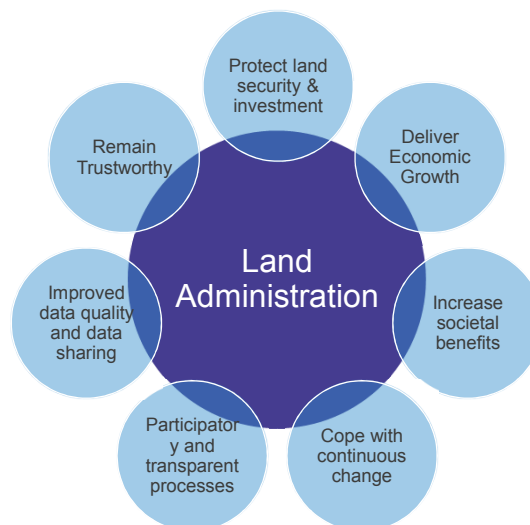 Protect land
security &
investment
Deliver
Economic
Growth
Increase
societal
benefits
Cope with
continuous
change
Participator
y and
transparent
processes
Improved
data quality
and data
sharing
Remain
Trustworthy
Land
Administration